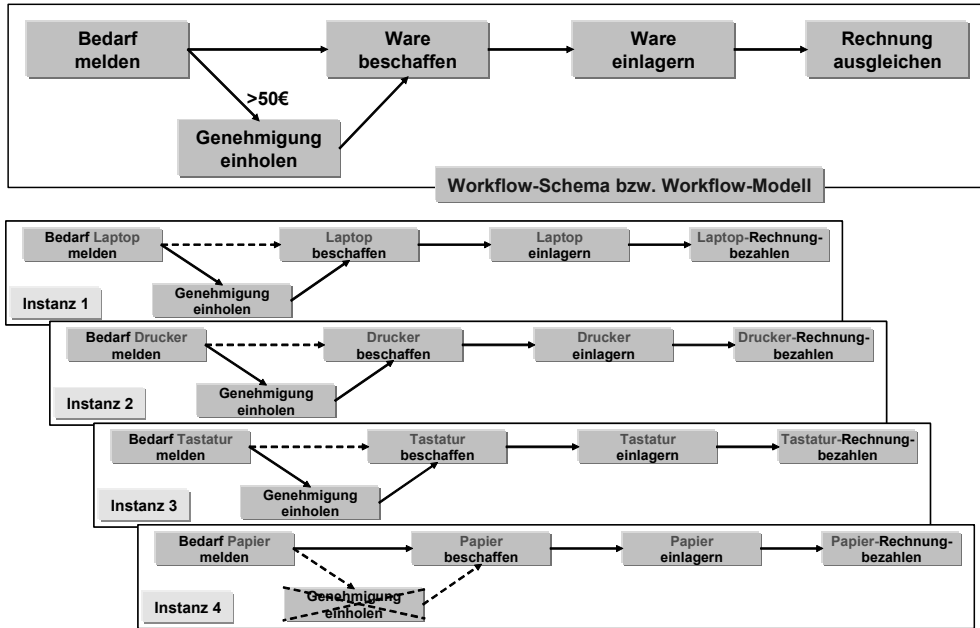 Bedarf
melden
Ware
beschaffen
Ware
einlagern
Rechnung
ausgleichen
>50€
Genehmigung
einholen
Workflow-Schema bzw. Workflow-Modell
Bedarf Laptop
melden
Laptop
beschaffen
Laptop
einlagern
Laptop-Rechnung-
bezahlen
Genehmigung
einholen
Instanz 1
Bedarf Drucker
melden
Drucker
beschaffen
Drucker
einlagern
Drucker-Rechnung-
bezahlen
Genehmigung
einholen
Instanz 2
Bedarf Tastatur
melden
Tastatur
beschaffen
Tastatur
einlagern
Tastatur-Rechnung-
bezahlen
Genehmigung
einholen
Instanz 3
Bedarf Papier
melden
Papier
beschaffen
Papier
einlagern
Papier-Rechnung-
bezahlen
Genehmigung
einholen
Instanz 4